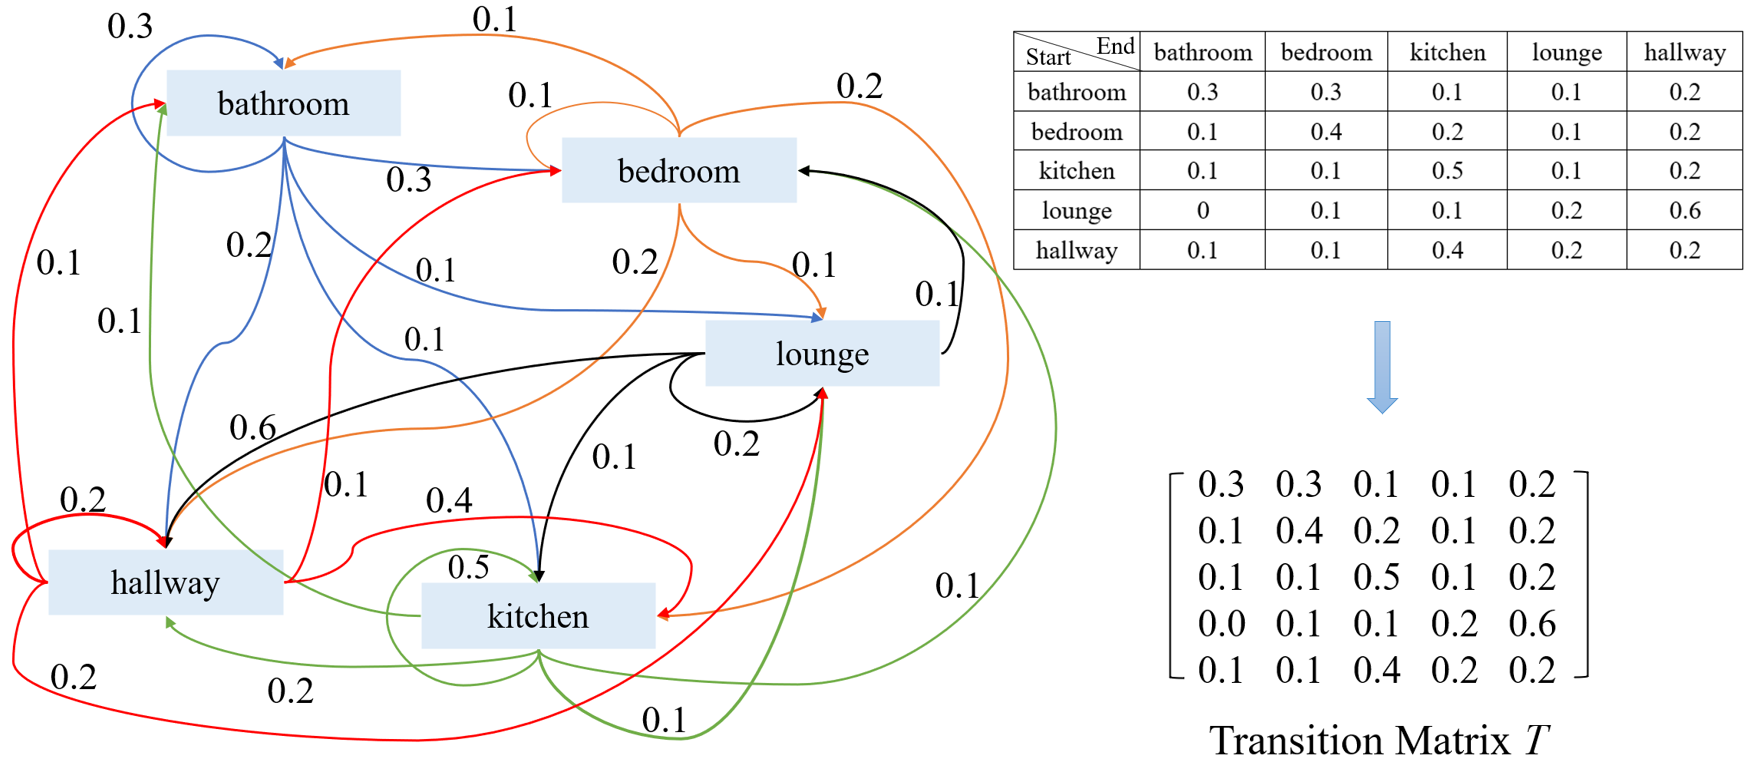 0.3
0.1
bathroom
0.1
0.2
bedroom
0.3
0.2
0.1
0.1
0.2
0.1
0.1
0.1
0.1
lounge
0.6
0.2
0.1
0.2
0.1
0.4
hallway
0.5
kitchen
0.1
0.2
0.2
0.1
Start End bathroom bedroom kitchen lounge hallway
bathroom 0.3 0.3 0.1 0.1 0.2
bedroom 0.1 0.4 0.2 0.1 0.2
kitchen 0.1 0.1 0.5 0.1 0.2
lounge 0 0.1 0.1 0.2 0.6
hallway 0.1 0.1 0.4 0.2 0.2
0.3 0.3 0.1 0.1 0.2
0.1 0.4 0.2 0.1 0.2
0.1 0.1 0.5 0.1 0.2
0.0 0.1 0.1 0.2 0.6
0.1 0.1 0.4 0.2 0.2
Transition Matrix T